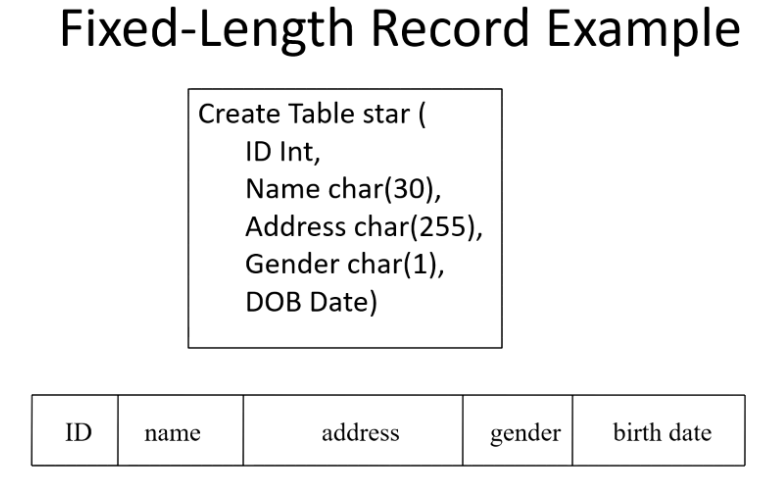 Fixed-Length Record Example
Create Table star (
ID Int,
Name char(30),
Address char(255),
Gender char(1),
DOB Date)
ID name address gender birth date